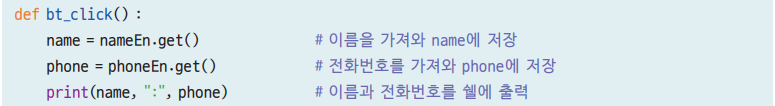 def bt_click() :
    name = nameEn.get()    # 이름을 가져와 name에 저장
    phone = phoneEn.get()    # 전화번호를 가져와 phone에 저장
    print(name, ":", phone)    # 이름과 전화번호를 쉘에 출력